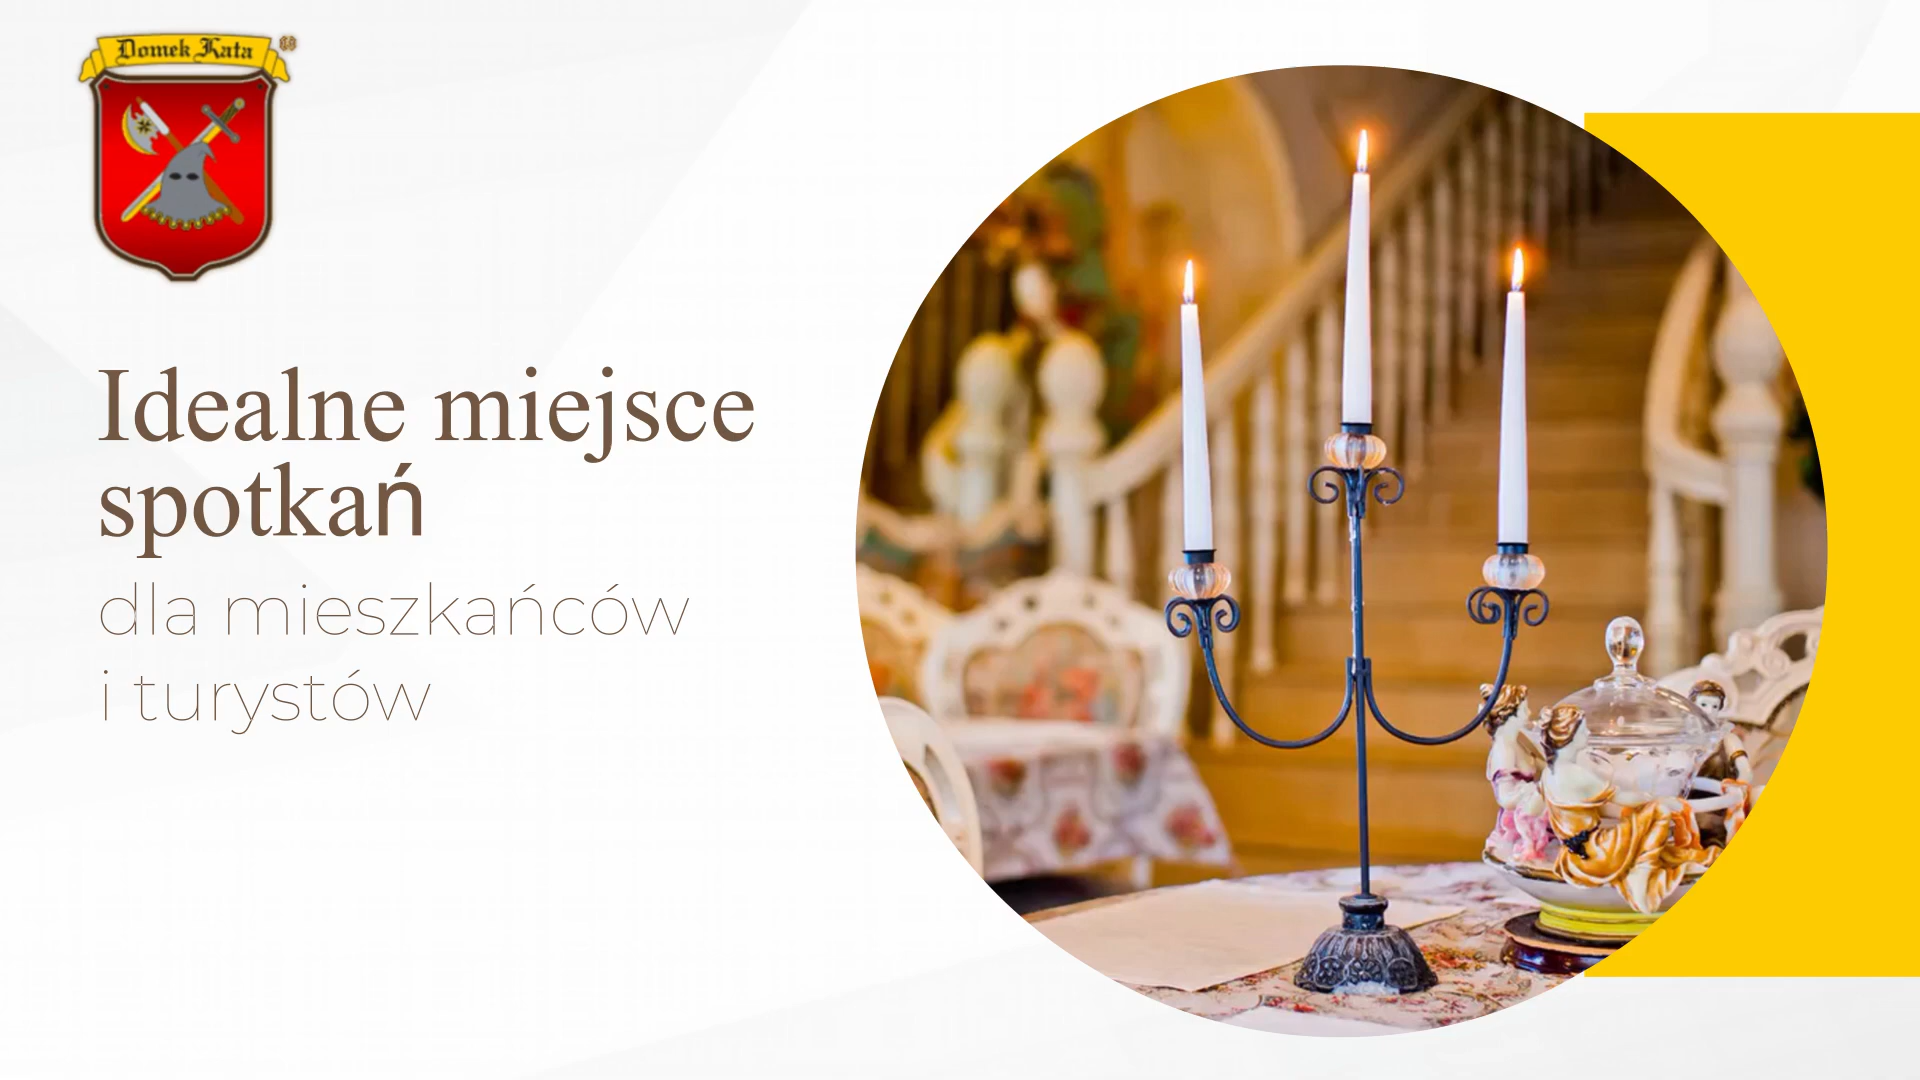 Domek Kata®
Idealne miejsce
spotkań
dla mieszkańców
i turystów